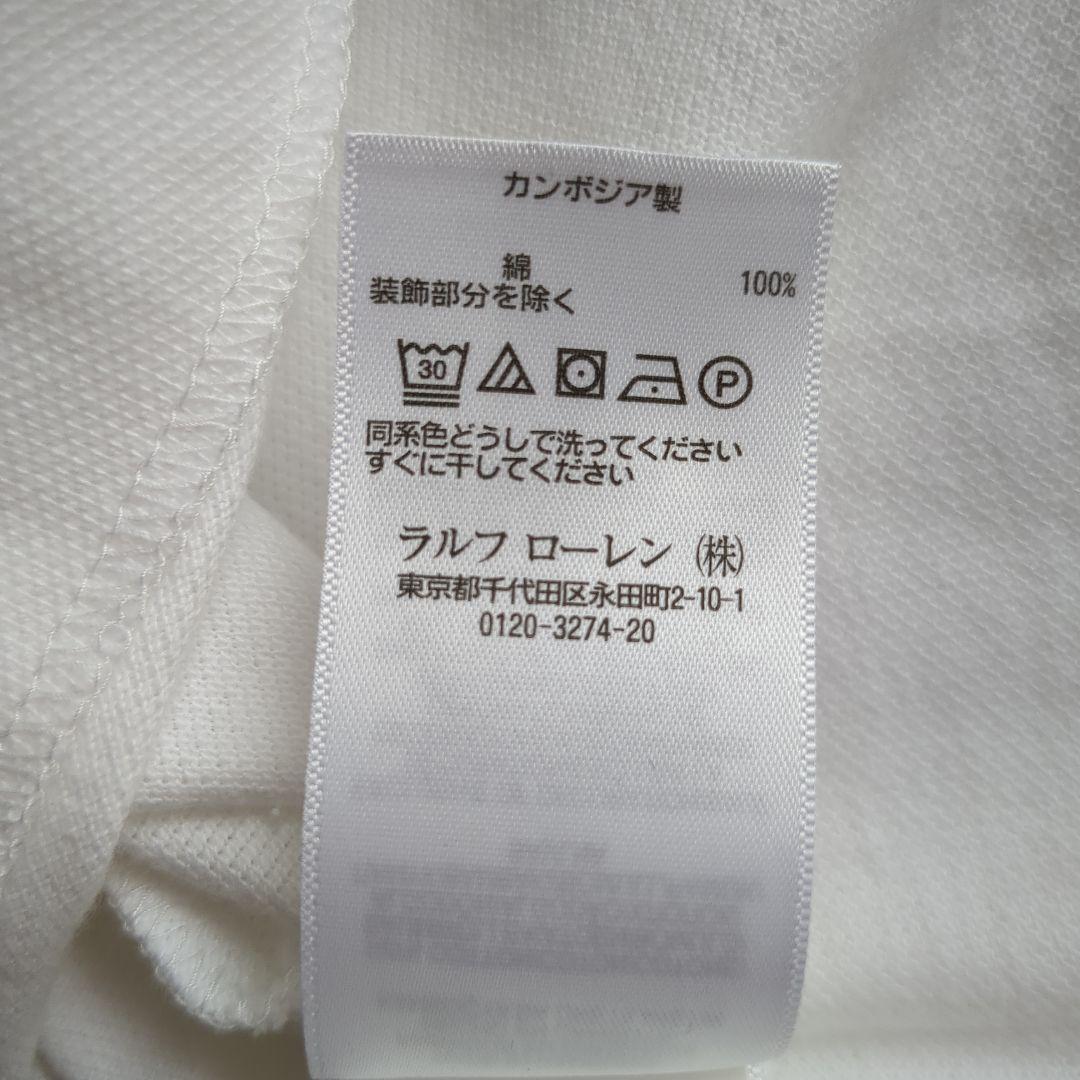 カンボジア製
綿 100%
装飾部分を除く
30 P
同系色どうしで洗ってください
すぐに干してください
ラルフ ローレン (株)
東京都千代田区永田町2-10-1
0120-3274-20